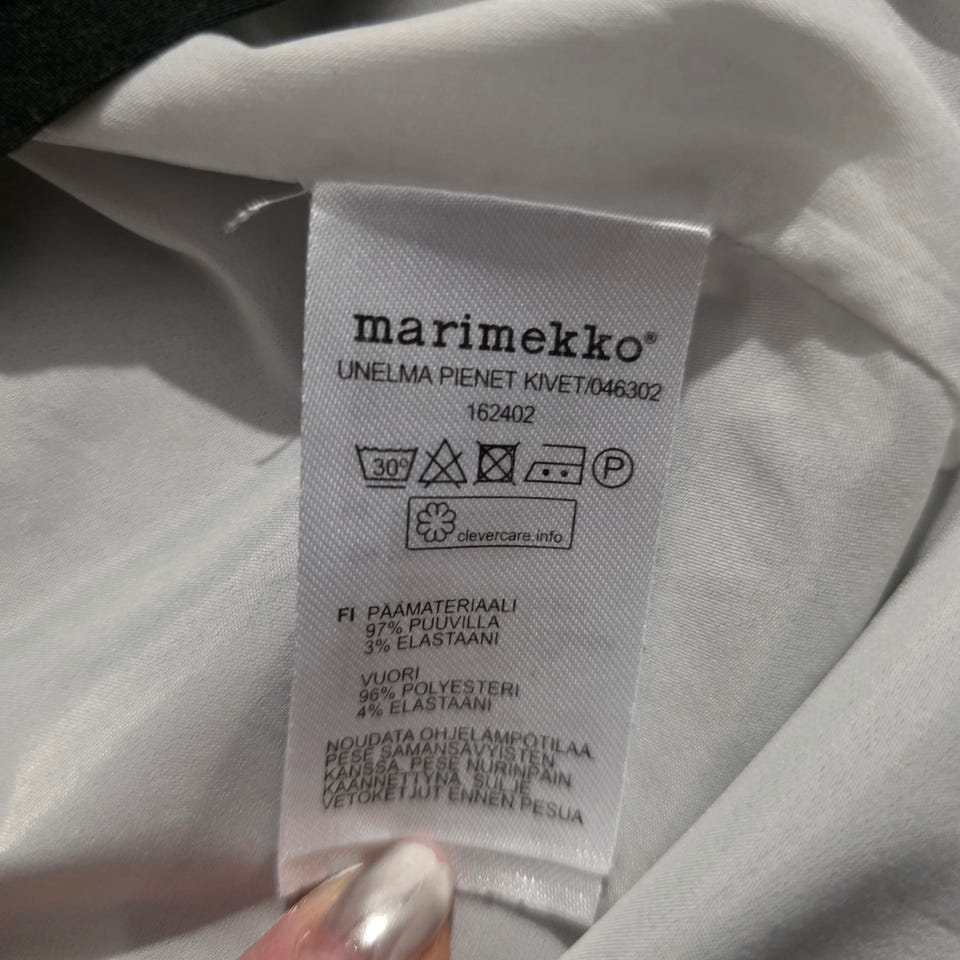 marimekko®
UNELMA PIENET KIVET/046302
162402
30° P
clevercare.info
FI PÄÄMATERIAALI
97% PUUVILLA
3% ELASTAANI
VUORI
96% POLYESTERI
4% ELASTAANI
NOUDATA OHJELÄMPÖTILAA
PESE SAMANSÄVYISTEN
KANSSA, PESE NURINPÄIN
KÄÄNNETTYNÄ, SULJE
VETOKETJUT ENNEN PESUA